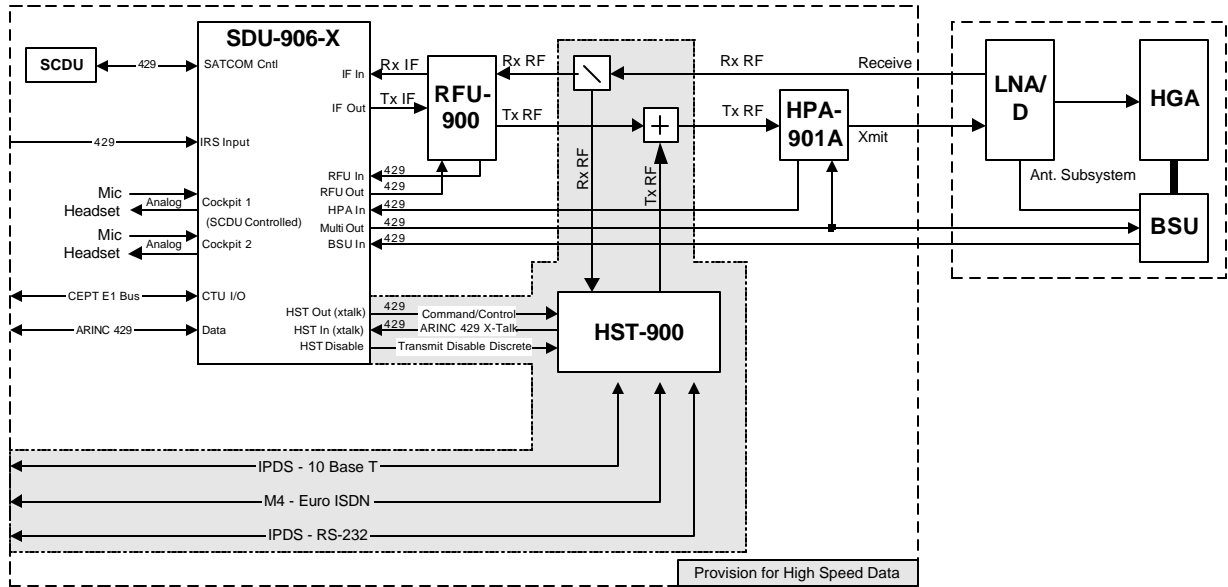 SDU-906-X
SCDU
429
SATCOM Cntl
IF In
Rx IF
RFU-900
Rx RF
Rx RF
Receive
LNA/D
HGA
IF Out
Tx IF
Tx RF
+
Tx RF
HPA-901A
Xmit
429
IRS Input
Rx RF
Tx RF
Ant. Subsystem
RFU In
429
RFU Out
429
Mic
Headset
Analog
Cockpit 1
(SCDU Controlled)
HPA In
429
Multi Out
429
BSU
Mic
Headset
Analog
Cockpit 2
BSU In
429
CEPT E1 Bus
CTU I/O
ARINC 429
Data
HST Out (xtalk)
429
Command/Control
HST In (xtalk)
429
ARINC 429 X-Talk
HST Disable
Transmit Disable Discrete
HST-900
IPDS - 10 Base T
M4 - Euro ISDN
IPDS - RS-232
Provision for High Speed Data